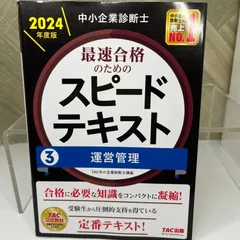 2024
年度版
中小企業診断士
最速合格
のための
スピード
テキスト
3
運営管理
TAC中小企業診断士講座
合格に必要な知識をコンパクトに凝縮!
受験生から圧倒的支持を得ている
定番テキスト!
TAC出版